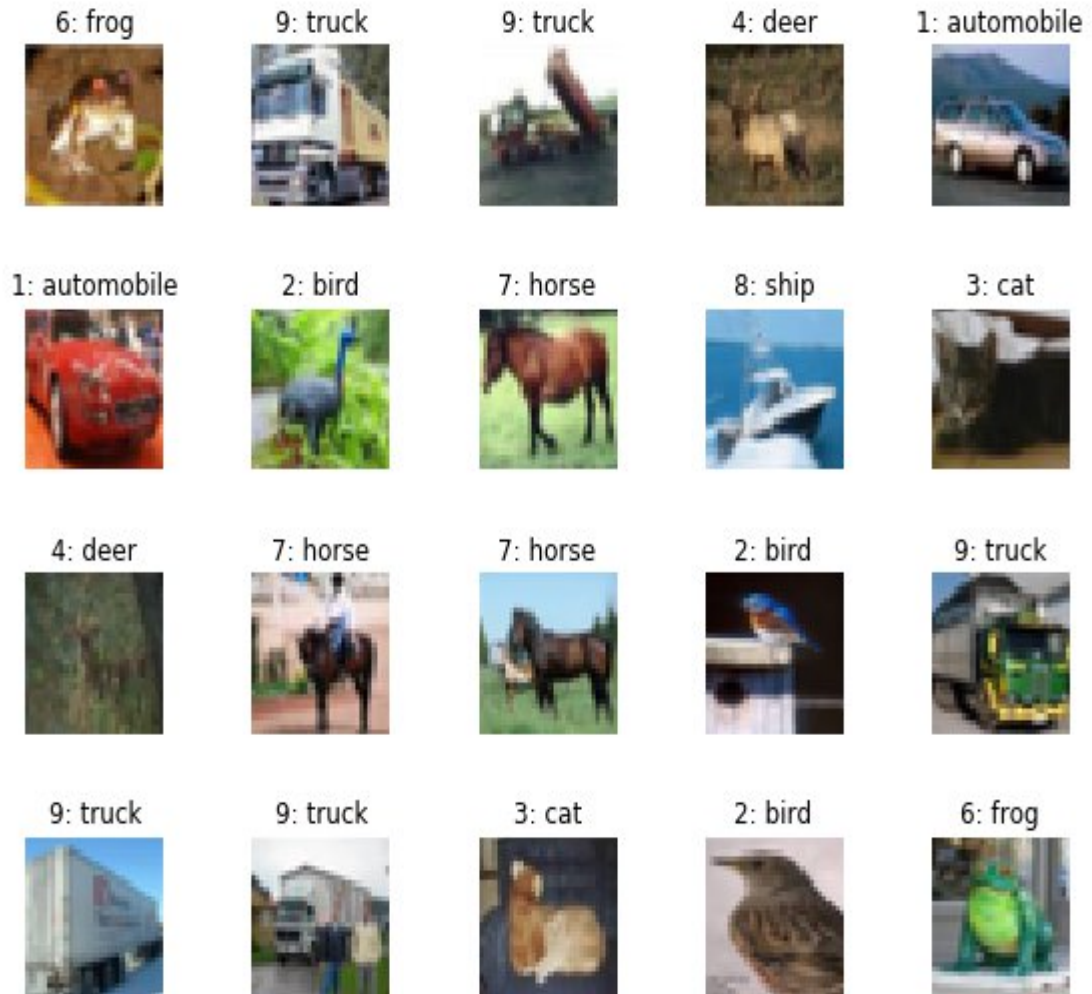 6: frog 9: truck 9: truck 4: deer 1: automobile
1: automobile 2: bird 7: horse 8: ship 3: cat
4: deer 7: horse 7: horse 2: bird 9: truck
9: truck 9: truck 3: cat 2: bird 6: frog